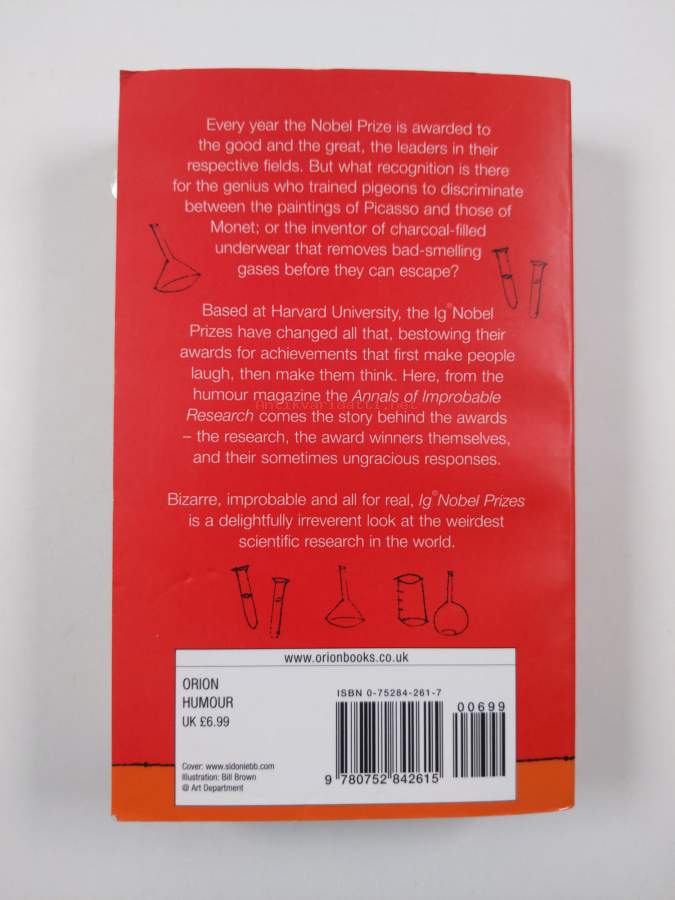 Every year the Nobel Prize is awarded to
the good and the great, the leaders in their
respective fields. But what recognition is there
for the genius who trained pigeons to discriminate
between the paintings of Picasso and those of
Monet; or the inventor of charcoal-filled
underwear that removes bad-smelling
gases before they can escape?
Based at Harvard University, the Ig®Nobel
Prizes have changed all that, bestowing their
awards for achievements that first make people
laugh, then make them think. Here, from the
humour magazine the Annals of Improbable
Antikvariaatti.net
Research comes the story behind the awards
– the research, the award winners themselves,
and their sometimes ungracious responses.
Bizarre, improbable and all for real, Ig®Nobel Prizes
is a delightfully irreverent look at the weirdest
scientific research in the world.
www.orionbooks.co.uk
ORION
HUMOUR
UK £6.99
Cover: www.sidoniebb.com
Illustration: Bill Brown
@ Art Department
ISBN 0-75284-261-7
00699
9 780752 842615